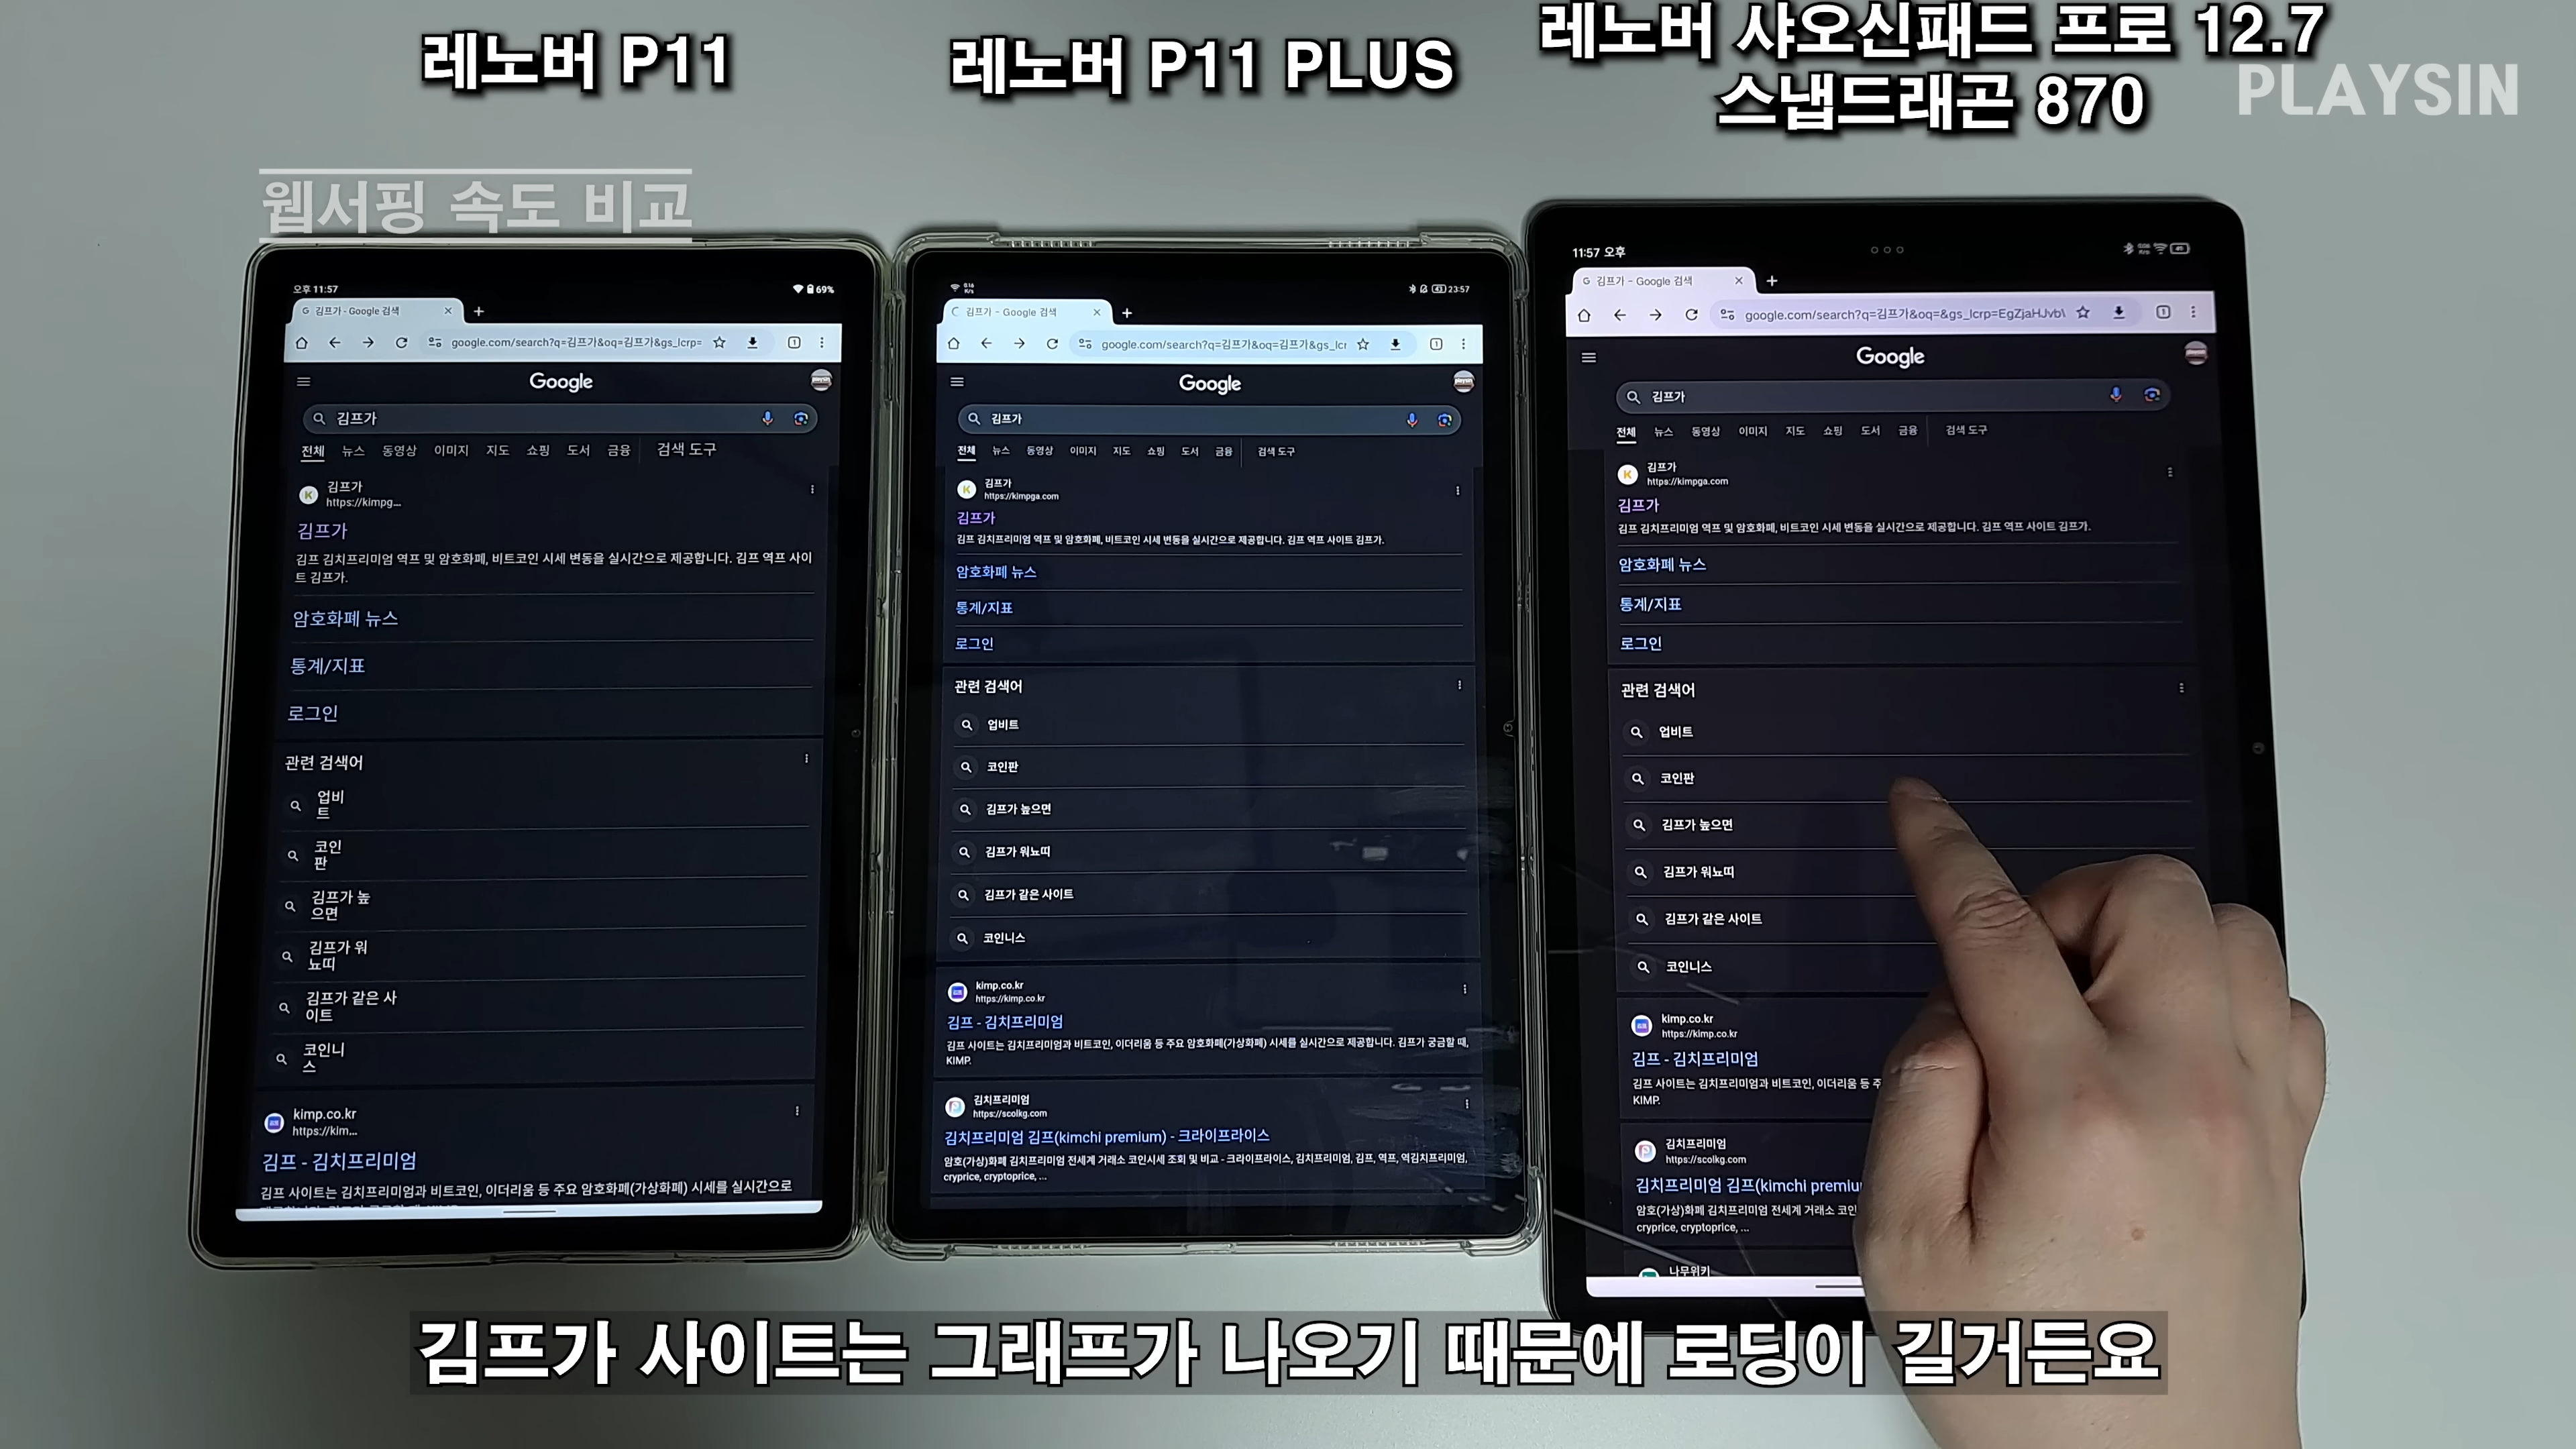 레노버 P11
레노버 P11 PLUS
레노버 샤오신패드 프로 12.7
스냅드래곤 870
PLAYSIN
웹서핑 속도 비교
오후 11:57
69%
김프가 - Google 검색
google.com/search?q=김프가&oq=김프가&gs_lcrp=
Google
김프가
전체 뉴스 동영상 이미지 지도 쇼핑 도서 금융 검색 도구
김프가
https://kimpg...
김프가
김프 김치프리미엄 역프 및 암호화폐, 비트코인 시세 변동을 실시간으로 제공합니다. 김프 역프 사이
트 김프가.
암호화폐 뉴스
통계/지표
로그인
관련 검색어
업비
트
코인
판
김프가 높
으면
김프가 워
뇨띠
김프가 같은 사
이트
코인니
스
kimp.co.kr
https://kim...
김프 - 김치프리미엄
김프 사이트는 김치프리미엄과 비트코인, 이더리움 등 주요 암호화폐(가상화폐) 시세를 실시간으로
23:57
김프가 - Google 검색
google.com/search?q=김프가&oq=김프가&gs_lcr
Google
김프가
전체 뉴스 동영상 이미지 지도 쇼핑 도서 금융 검색 도구
김프가
https://kimpga.com
김프가
김프 김치프리미엄 역프 및 암호화폐, 비트코인 시세 변동을 실시간으로 제공합니다. 김프 역프 사이트 김프가.
암호화폐 뉴스
통계/지표
로그인
관련 검색어
업비트
코인판
김프가 높으면
김프가 워뇨띠
김프가 같은 사이트
코인니스
kimp.co.kr
https://kimp.co.kr
김프 - 김치프리미엄
김프 사이트는 김치프리미엄과 비트코인, 이더리움 등 주요 암호화폐(가상화폐) 시세를 실시간으로 제공합니다. 김프가 궁금할 때,
KIMP.
김치프리미엄
https://scolkg.com
김치프리미엄 김프(kimchi premium) - 크라이프라이스
암호(가상)화폐 김치프리미엄 전세계 거래소 코인시세 조회 및 비교 - 크라이프라이스, 김치프리미엄, 김프, 역프, 역김치프리미엄,
cryprice, cryptoprice, ...
11:57 오후
김프가 - Google 검색
google.com/search?q=김프가&oq=&gs_lcrp=EgZjaHJvb
Google
김프가
전체 뉴스 동영상 이미지 지도 쇼핑 도서 금융 검색 도구
김프가
https://kimpga.com
김프가
김프 김치프리미엄 역프 및 암호화폐, 비트코인 시세 변동을 실시간으로 제공합니다. 김프 역프 사이트 김프가.
암호화폐 뉴스
통계/지표
로그인
관련 검색어
업비트
코인판
김프가 높으면
김프가 워뇨띠
김프가 같은 사이트
코인니스
kimp.co.kr
https://kimp.co.kr
김프 - 김치프리미엄
김프 사이트는 김치프리미엄과 비트코인, 이더리움 등 주
KIMP.
김치프리미엄
https://scolkg.com
김치프리미엄 김프(kimchi premiu
암호(가상)화폐 김치프리미엄 전세계 거래소 코인
cryprice, cryptoprice, ...
나무위키
김프가 사이트는 그래프가 나오기 때문에 로딩이 길거든요